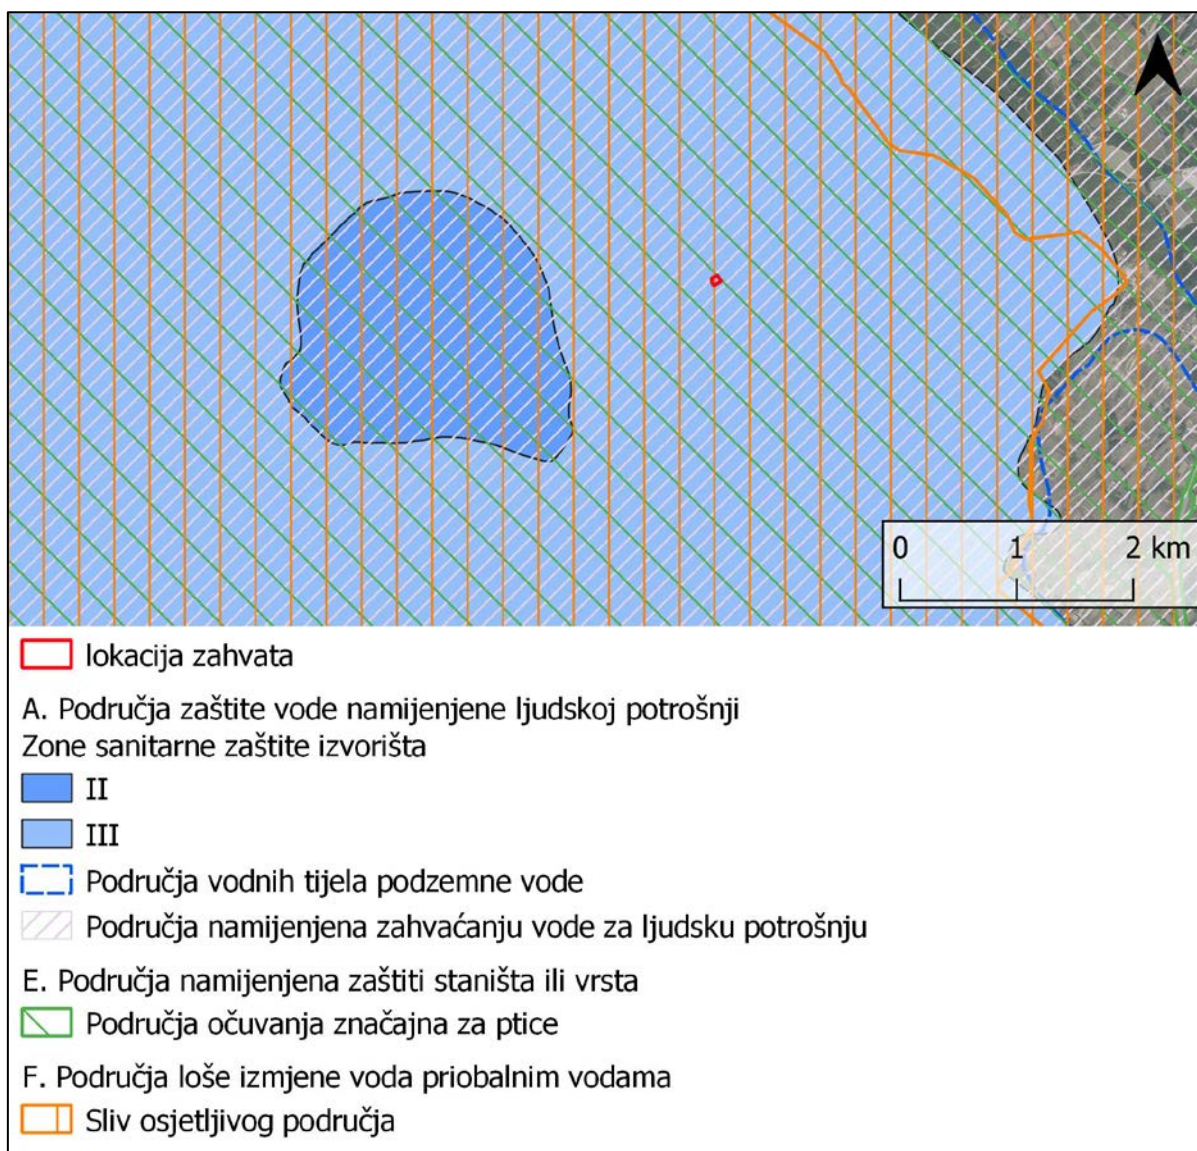 0 1 2 km
lokacija zahvata
A. Područja zaštite vode namijenjene ljudskoj potrošnji
Zone sanitarne zaštite izvorišta
II
III
Područja vodnih tijela podzemne vode
Područja namijenjena zahvaćanju vode za ljudsku potrošnju
E. Područja namijenjena zaštiti staništa ili vrsta
Područja očuvanja značajna za ptice
F. Područja loše izmjene voda priobalnim vodama
Sliv osjetljivog područja